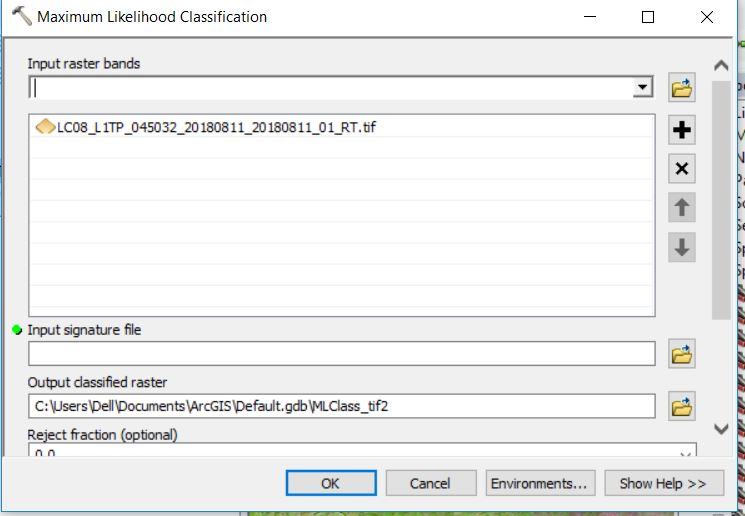 Maximum Likelihood Classification
Input raster bands
LC08_L1TP_045032_20180811_20180811_01_RT.tif
Input signature file
Output classified raster
C:\Users\Dell\Documents\ArcGIS\Default.gdb\MLClass_tif2
Reject fraction (optional)
0.0
OK
Cancel
Environments...
Show Help >>